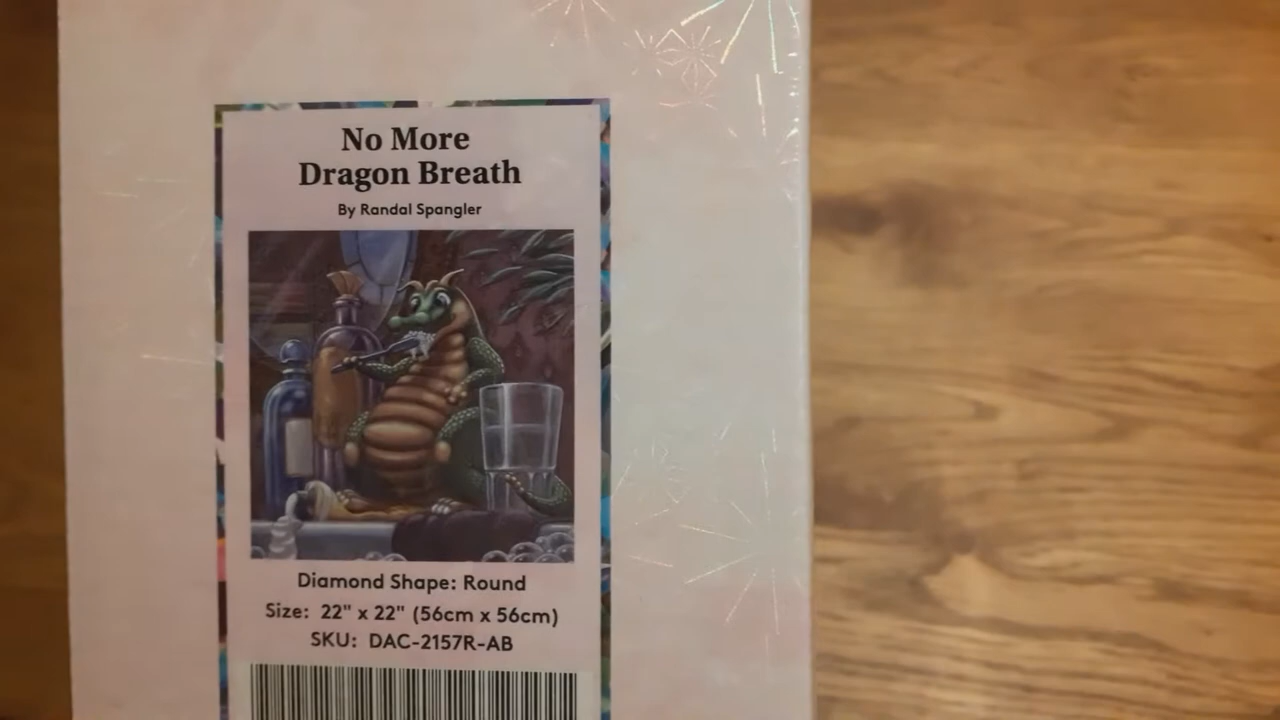 No More
Dragon Breath
By Randal Spangler
Diamond Shape: Round
Size: 22" x 22" (56cm x 56cm)
SKU: DAC-2157R-AB